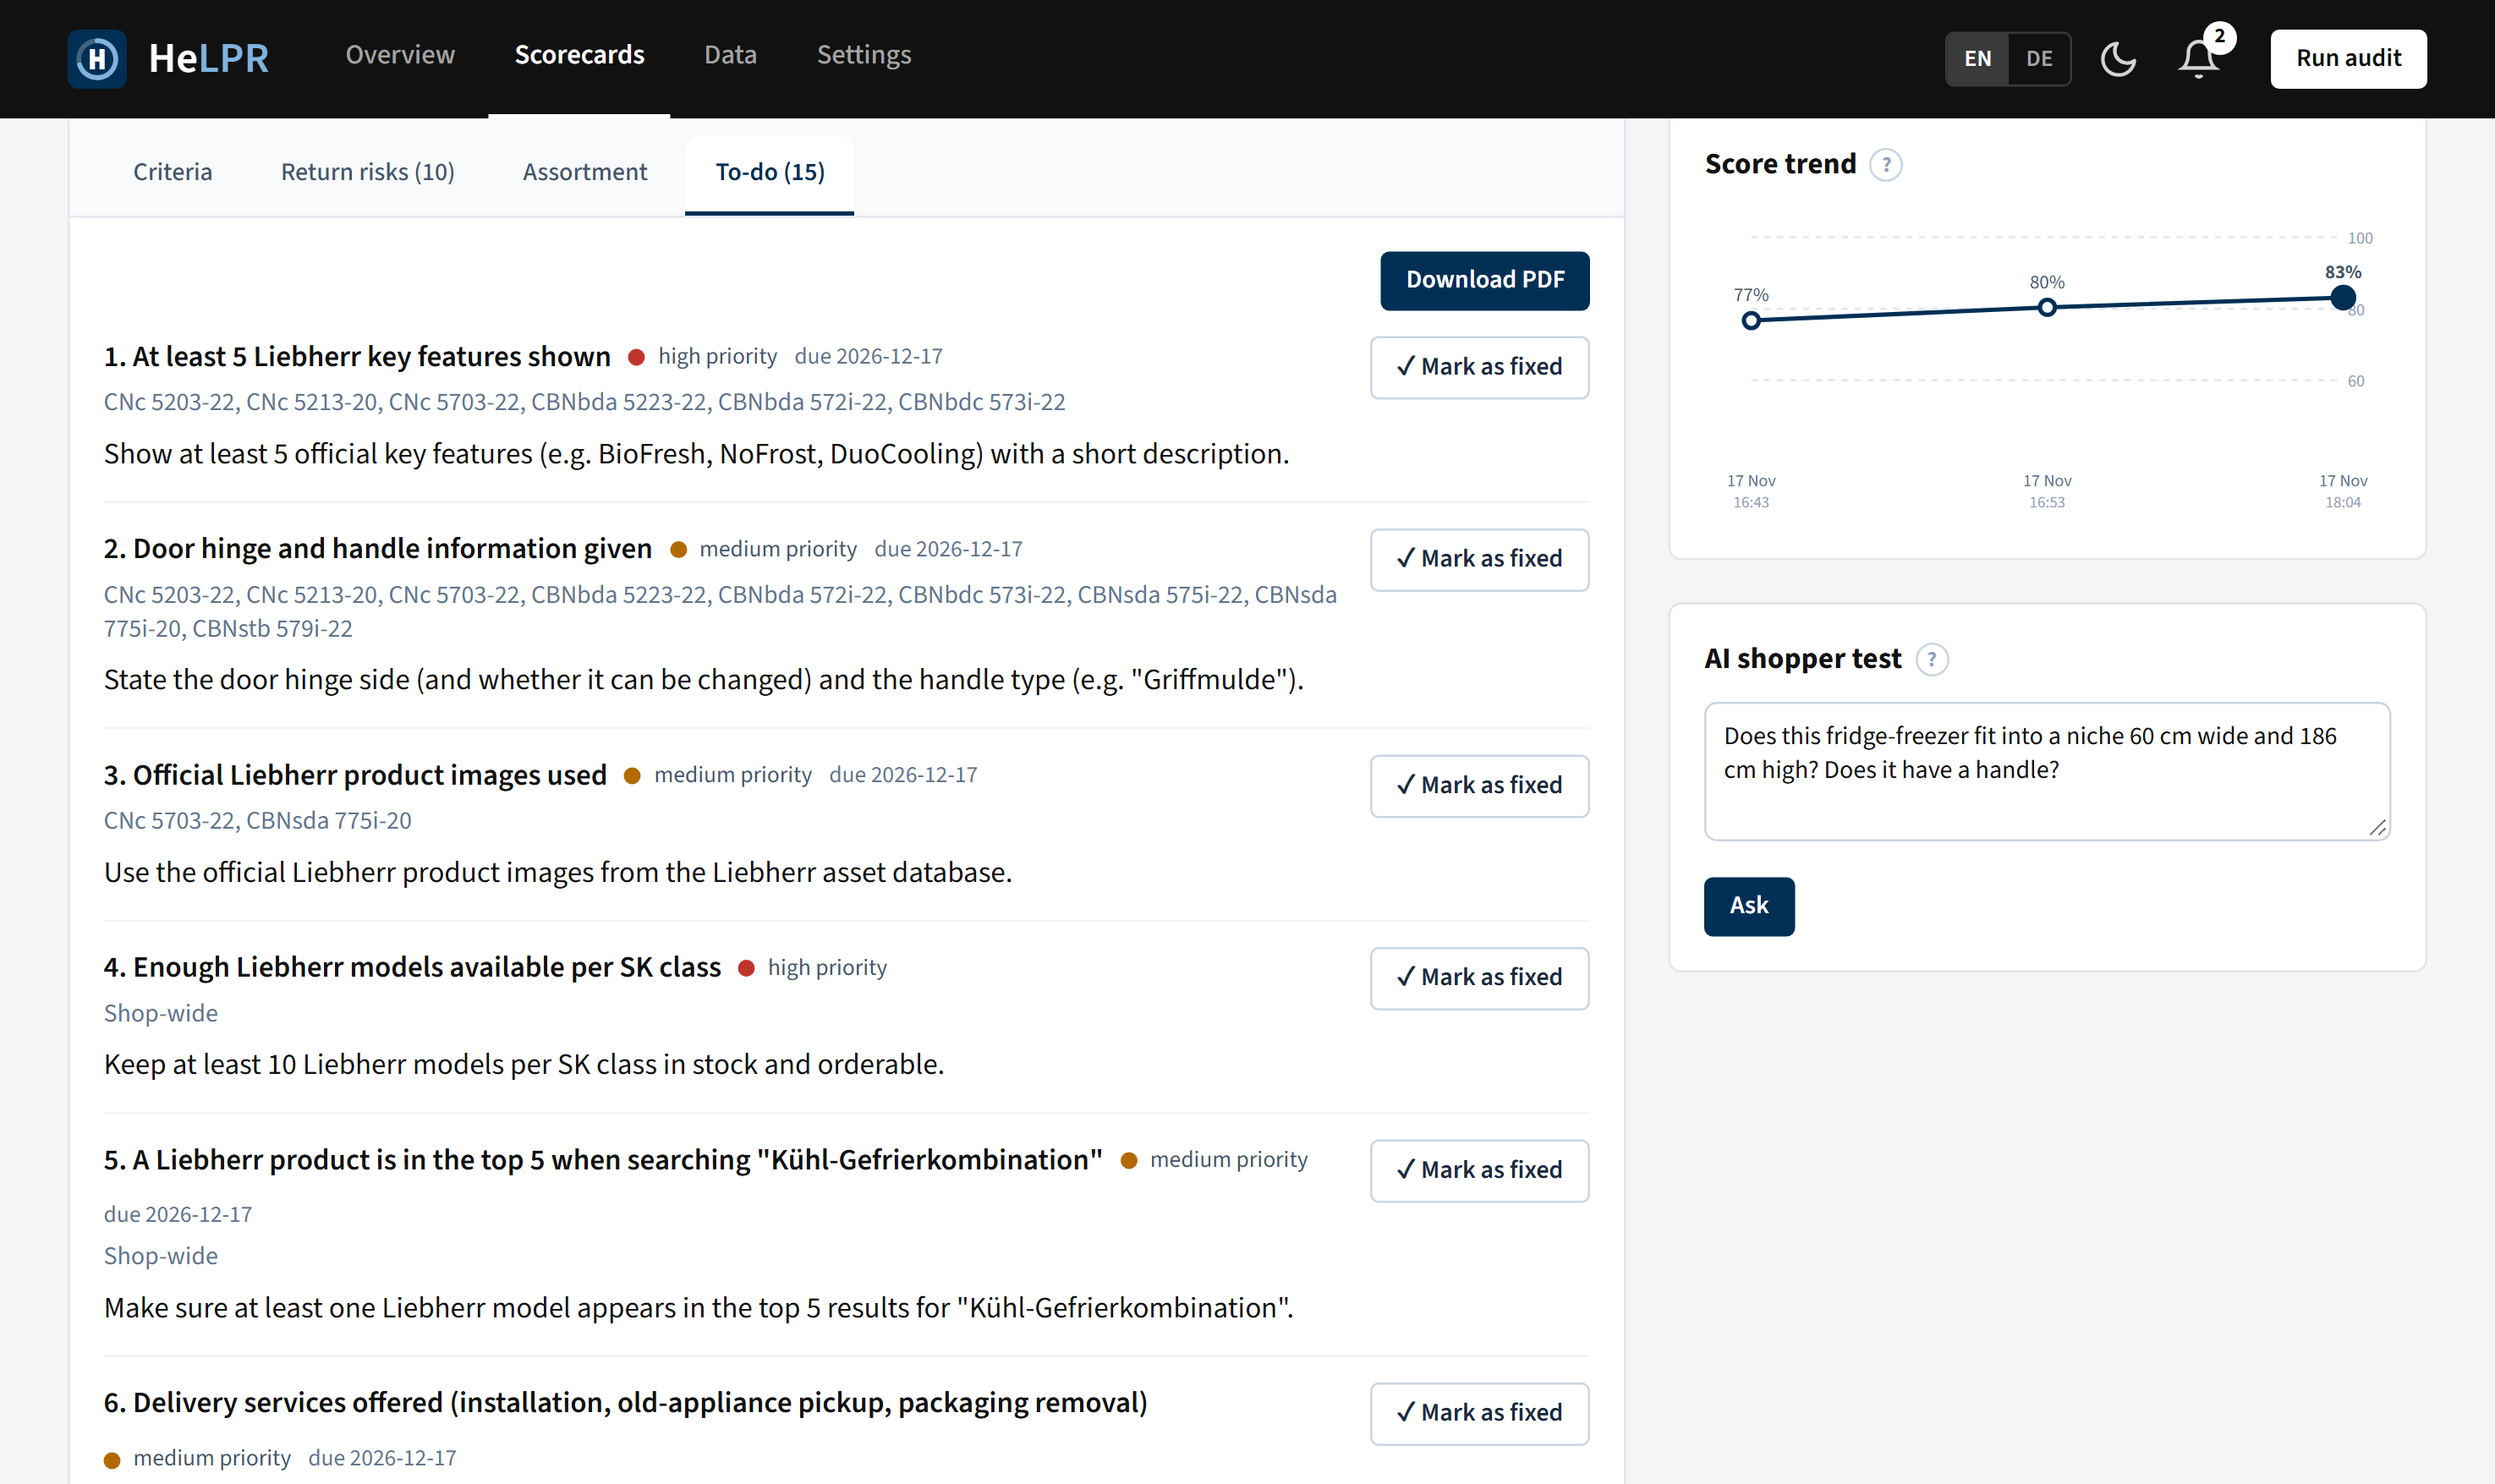 HeLPR
Overview
Scorecards
Data
Settings
EN
DE
2
Run audit
Criteria
Return risks (10)
Assortment
To-do (15)
Download PDF
1. At least 5 Liebherr key features shown high priority due 2026-12-17
✓ Mark as fixed
CNc 5203-22, CNc 5213-20, CNc 5703-22, CBNbda 5223-22, CBNbda 572i-22, CBNbdc 573i-22
Show at least 5 official key features (e.g. BioFresh, NoFrost, DuoCooling) with a short description.
2. Door hinge and handle information given medium priority due 2026-12-17
✓ Mark as fixed
CNc 5203-22, CNc 5213-20, CNc 5703-22, CBNbda 5223-22, CBNbda 572i-22, CBNbdc 573i-22, CBNsda 575i-22, CBNsda
775i-20, CBNstb 579i-22
State the door hinge side (and whether it can be changed) and the handle type (e.g. "Griffmulde").
3. Official Liebherr product images used medium priority due 2026-12-17
✓ Mark as fixed
CNc 5703-22, CBNsda 775i-20
Use the official Liebherr product images from the Liebherr asset database.
4. Enough Liebherr models available per SK class high priority
✓ Mark as fixed
Shop-wide
Keep at least 10 Liebherr models per SK class in stock and orderable.
5. A Liebherr product is in the top 5 when searching "Kühl-Gefrierkombination" medium priority
✓ Mark as fixed
due 2026-12-17
Shop-wide
Make sure at least one Liebherr model appears in the top 5 results for "Kühl-Gefrierkombination".
6. Delivery services offered (installation, old-appliance pickup, packaging removal)
✓ Mark as fixed
medium priority due 2026-12-17
Score trend ?
100
83%
80%
77%
80
60
17 Nov 17 Nov 17 Nov
16:43 16:53 18:04
AI shopper test ?
Does this fridge-freezer fit into a niche 60 cm wide and 186
cm high? Does it have a handle?
Ask